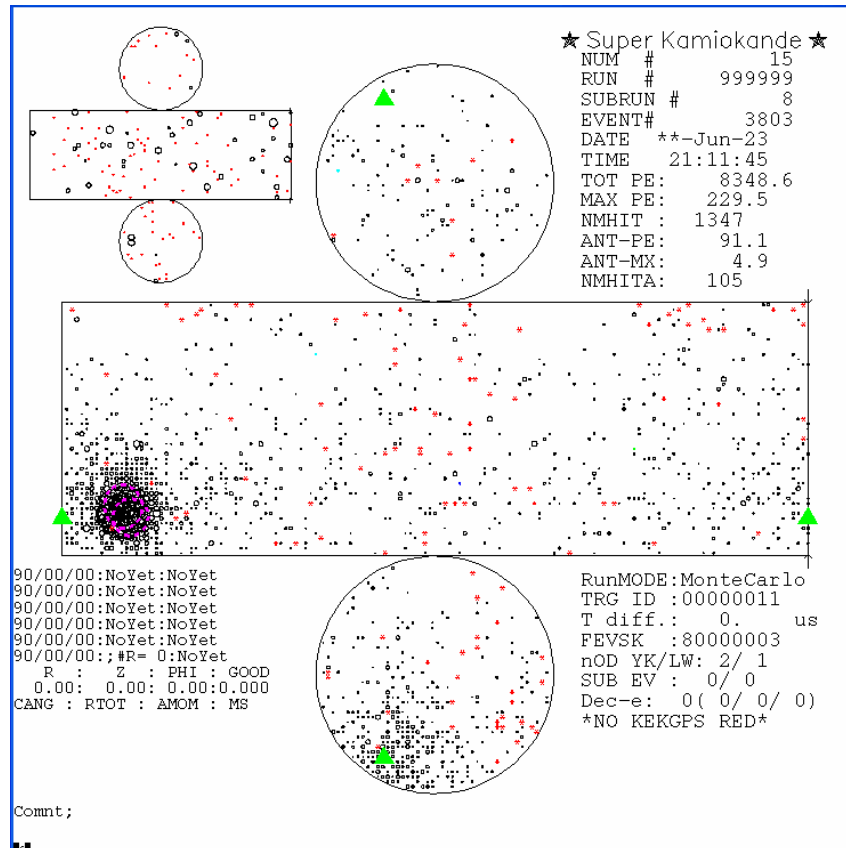 ★ Super Kamiokande ★
NUM # 15
RUN # 999999
SUBRUN # 8
EVENT# 3803
DATE **-Jun-23
TIME 21:11:45
TOT PE: 8348.6
MAX PE: 229.5
NMHIT : 1347
ANT-PE: 91.1
ANT-MX: 4.9
NMHITA: 105
90/00/00:NoYet:NoYet
90/00/00:NoYet:NoYet
90/00/00:NoYet:NoYet
90/00/00:NoYet:NoYet
90/00/00:NoYet:NoYet
90/00/00:;#R= 0:NoYet
R : Z : PHI : GOOD
0.00: 0.00: 0.00:0.000
CANG : RTOT : AMOM : MS
RunMODE:MonteCarlo
TRG ID :00000011
T diff.: 0. us
FEVSK :80000003
nOD YK/LW: 2/ 1
SUB EV : 0/ 0
Dec-e: 0( 0/ 0/ 0)
*NO KEKGPS RED*
Comnt;